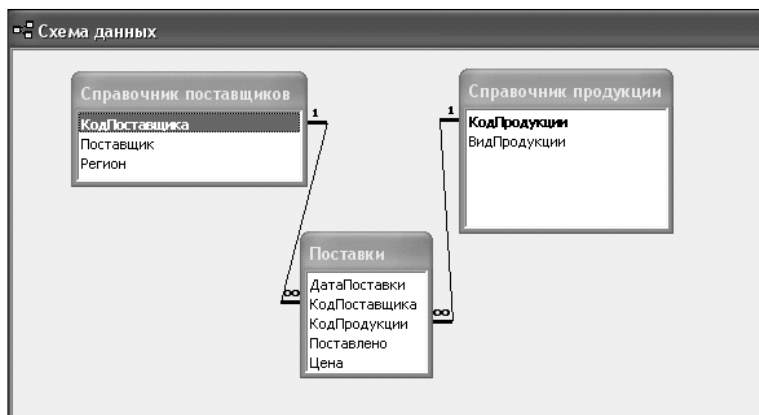 Схема данных
Справочник поставщиков
КодПоставщика
Поставщик
Регион
1
Справочник продукции
КодПродукции
ВидПродукции
1
Поставки
ДатаПоставки
КодПоставщика
КодПродукции
Поставлено
Цена
∞
∞